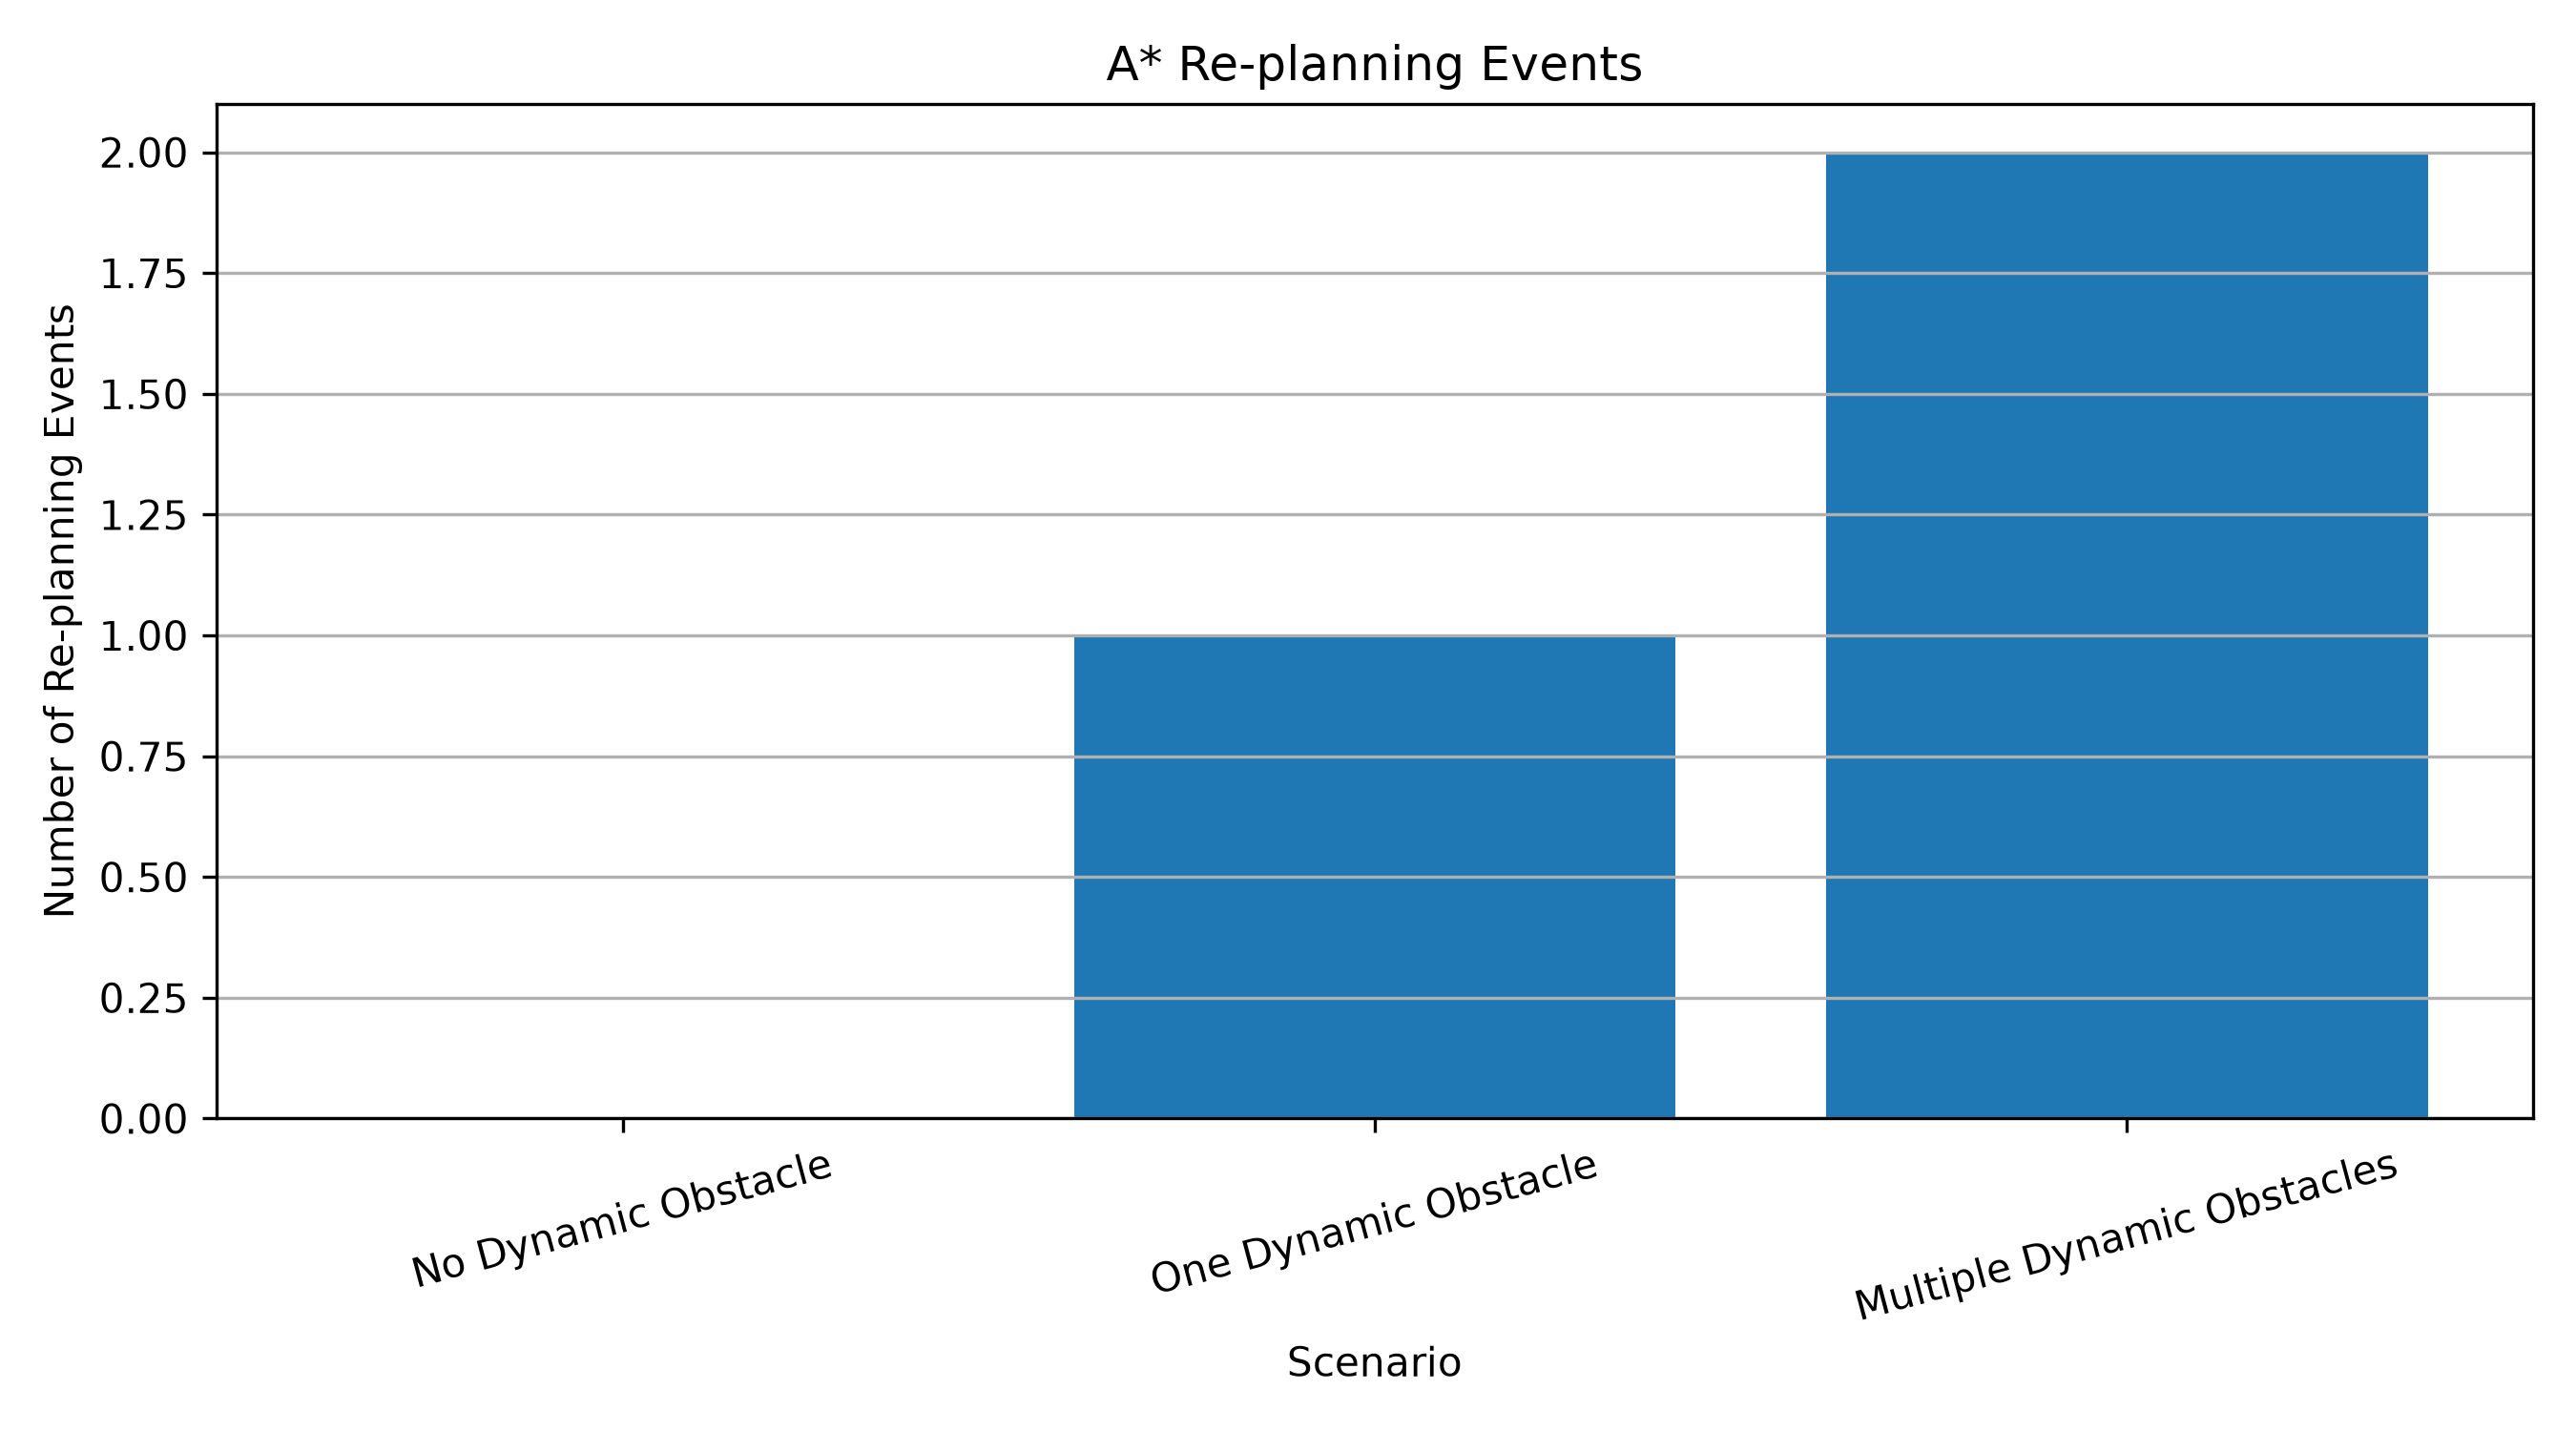 A* Re-planning Events
Number of Re-planning Events
2.00
1.75
1.50
1.25
1.00
0.75
0.50
0.25
0.00
No Dynamic Obstacle
One Dynamic Obstacle
Multiple Dynamic Obstacles
Scenario